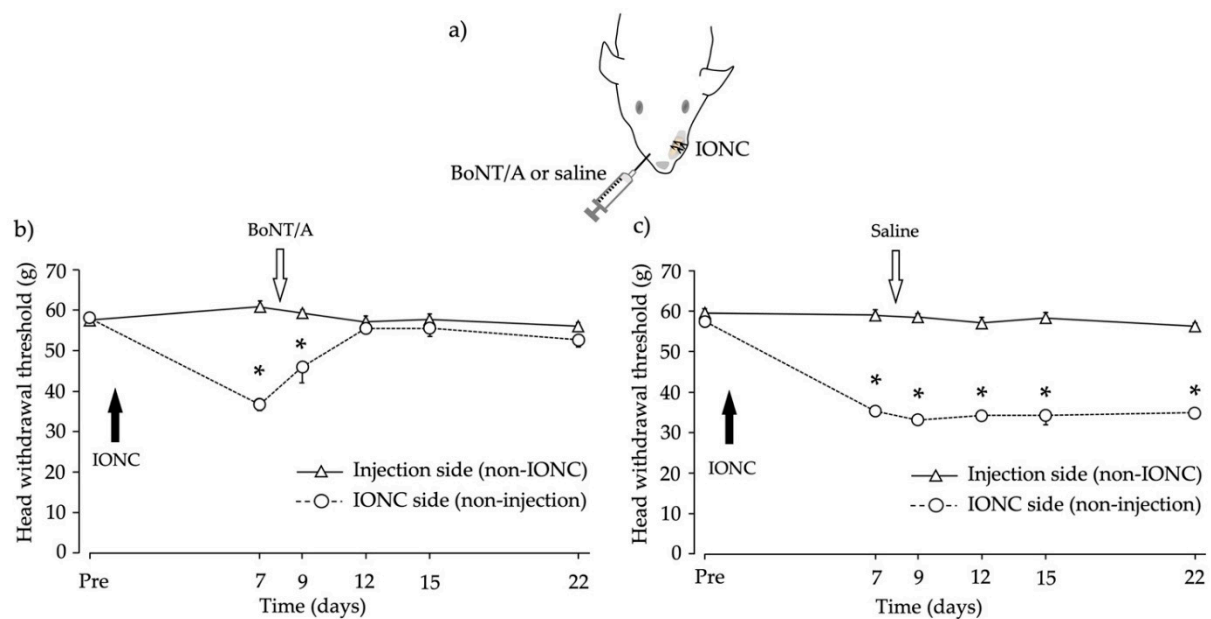 a)
IONC
BoNT/A or saline
b)
BoNT/A
Head withdrawal threshold (g)
70
60
50
40
30
20
10
0
*
*
IONC
Injection side (non-IONC)
IONC side (non-injection)
Pre
7
9
12
15
22
Time (days)
c)
Saline
Head withdrawal threshold (g)
70
60
50
40
30
20
10
0
*
*
*
*
*
IONC
Injection side (non-IONC)
IONC side (non-injection)
Pre
7
9
12
15
22
Time (days)